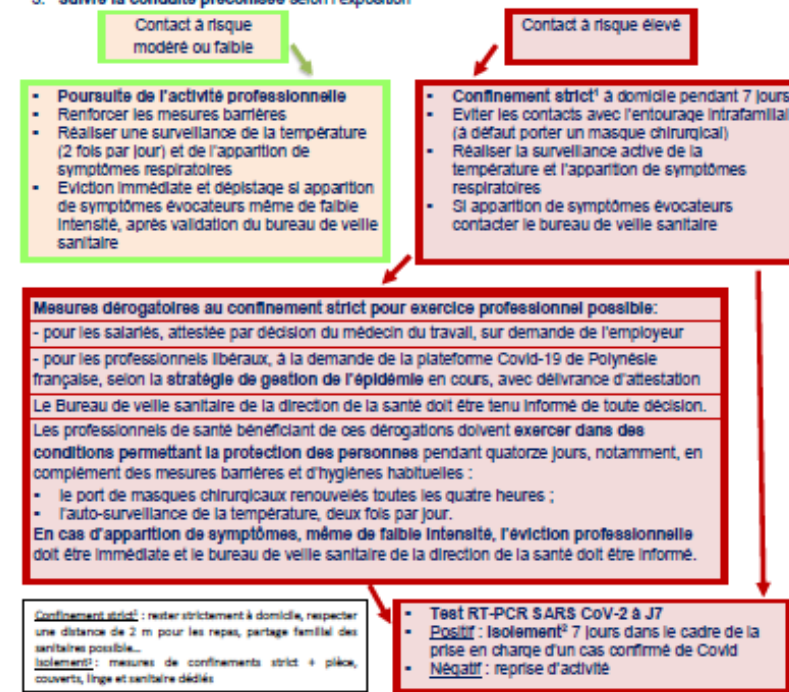 3. Suivre la conduite préconisée selon l'exposition
Contact à risque
modéré ou faible
Contact à risque élevé
▪ Poursuite de l'activité professionnelle
▪ Renforcer les mesures barrières
▪ Réaliser une surveillance de la température
(2 fois par jour) et de l'apparition de
symptômes respiratoires
▪ Eviction immédiate et dépistage si apparition
de symptômes évocateurs même de faible
intensité, après validation du bureau de veille
sanitaire
▪ Confinement strict¹ à domicile pendant 7 jours
▪ Eviter les contacts avec l'entourage intrafamilial
(à défaut porter un masque chirurgical)
▪ Réaliser la surveillance active de la
température et l'apparition de symptômes
respiratoires
▪ Si apparition de symptômes évocateurs
contacter le bureau de veille sanitaire
Mesures dérogatoires au confinement strict pour exercice professionnel possible:
- pour les salariés, attestée par décision du médecin du travail, sur demande de l'employeur
- pour les professionnels libéraux, à la demande de la plateforme Covid-19 de Polynésie
française, selon la stratégie de gestion de l'épidémie en cours, avec délivrance d'attestation
Le Bureau de veille sanitaire de la direction de la santé doit être tenu informé de toute décision.
Les professionnels de santé bénéficiant de ces dérogations doivent exercer dans des
conditions permettant la protection des personnes pendant quatorze jours, notamment, en
complément des mesures barrières et d'hygiènes habituelles :
▪ le port de masques chirurgicaux renouvelés toutes les quatre heures ;
▪ l'auto-surveillance de la température, deux fois par jour.
En cas d'apparition de symptômes, même de faible intensité, l'éviction professionnelle
doit être immédiate et le bureau de veille sanitaire de la direction de la santé doit être informé.
Confinement strict¹ : rester strictement à domicile, respecter
une distance de 2 m pour les repas, partage familial des
sanitaires possible...
Isolement² : mesures de confinements strict + pièce,
couverts, linge et sanitaire dédiés
▪ Test RT-PCR SARS CoV-2 à J7
▪ Positif : Isolement² 7 jours dans le cadre de la
prise en charge d'un cas confirmé de Covid
▪ Négatif : reprise d'activité